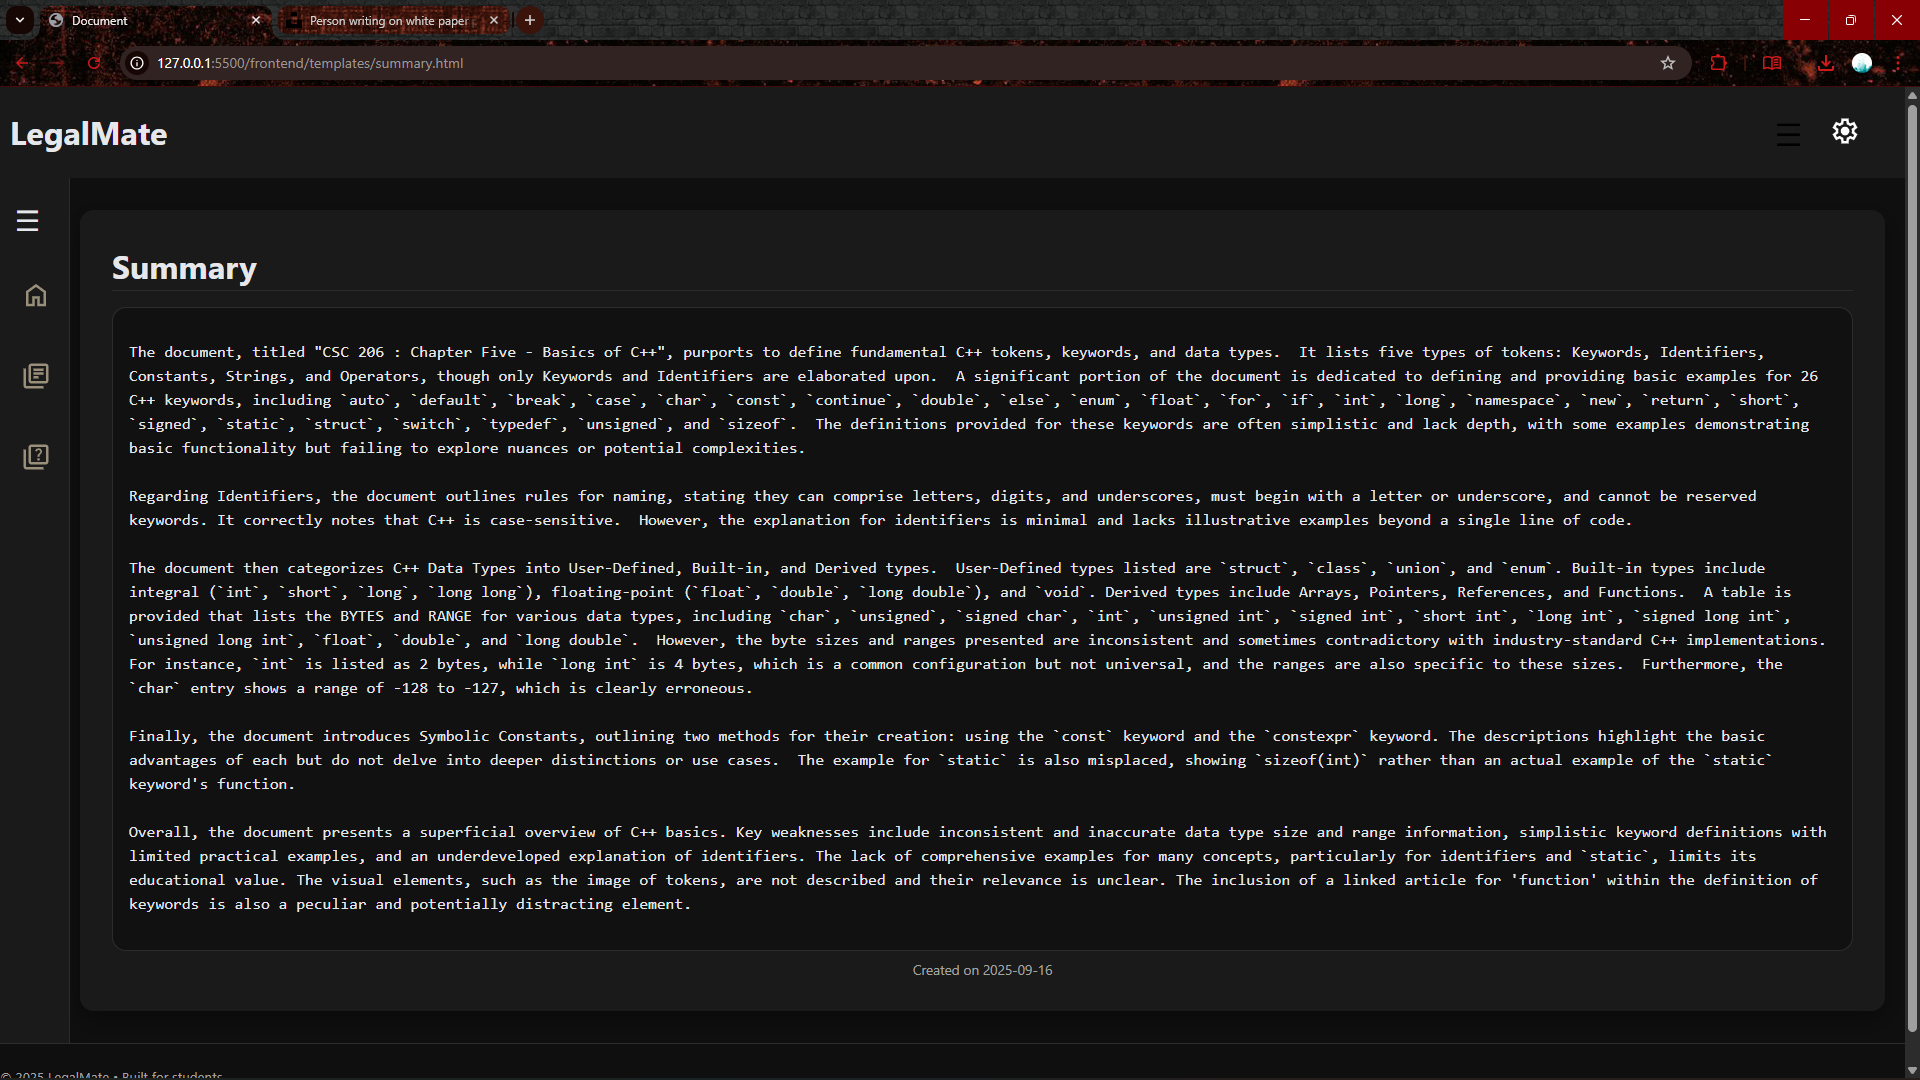 Document
Person writing on white paper
127.0.0.1:5500/frontend/templates/summary.html
LegalMate
Summary
The document, titled "CSC 206 : Chapter Five - Basics of C++", purports to define fundamental C++ tokens, keywords, and data types.  It lists five types of tokens: Keywords, Identifiers,
Constants, Strings, and Operators, though only Keywords and Identifiers are elaborated upon.  A significant portion of the document is dedicated to defining and providing basic examples for 26
C++ keywords, including `auto`, `default`, `break`, `case`, `char`, `const`, `continue`, `double`, `else`, `enum`, `float`, `for`, `if`, `int`, `long`, `namespace`, `new`, `return`, `short`,
`signed`, `static`, `struct`, `switch`, `typedef`, `unsigned`, and `sizeof`.  The definitions provided for these keywords are often simplistic and lack depth, with some examples demonstrating
basic functionality but failing to explore nuances or potential complexities.
Regarding Identifiers, the document outlines rules for naming, stating they can comprise letters, digits, and underscores, must begin with a letter or underscore, and cannot be reserved
keywords. It correctly notes that C++ is case-sensitive.  However, the explanation for identifiers is minimal and lacks illustrative examples beyond a single line of code.
The document then categorizes C++ Data Types into User-Defined, Built-in, and Derived types.  User-Defined types listed are `struct`, `class`, `union`, and `enum`. Built-in types include
integral (`int`, `short`, `long`, `long long`), floating-point (`float`, `double`, `long double`), and `void`. Derived types include Arrays, Pointers, References, and Functions.  A table is
provided that lists the BYTES and RANGE for various data types, including `char`, `unsigned`, `signed char`, `int`, `unsigned int`, `signed int`, `short int`, `long int`, `signed long int`,
`unsigned long int`, `float`, `double`, and `long double`.  However, the byte sizes and ranges presented are inconsistent and sometimes contradictory with industry-standard C++ implementations.
For instance, `int` is listed as 2 bytes, while `long int` is 4 bytes, which is a common configuration but not universal, and the ranges are also specific to these sizes.  Furthermore, the
`char` entry shows a range of -128 to -127, which is clearly erroneous.
Finally, the document introduces Symbolic Constants, outlining two methods for their creation: using the `const` keyword and the `constexpr` keyword. The descriptions highlight the basic
advantages of each but do not delve into deeper distinctions or use cases.  The example for `static` is also misplaced, showing `sizeof(int)` rather than an actual example of the `static`
keyword's function.
Overall, the document presents a superficial overview of C++ basics. Key weaknesses include inconsistent and inaccurate data type size and range information, simplistic keyword definitions with
limited practical examples, and an underdeveloped explanation of identifiers. The lack of comprehensive examples for many concepts, particularly for identifiers and `static`, limits its
educational value. The visual elements, such as the image of tokens, are not described and their relevance is unclear. The inclusion of a linked article for 'function' within the definition of
keywords is also a peculiar and potentially distracting element.
Created on 2025-09-16
© 2025 LegalMate • Built for students